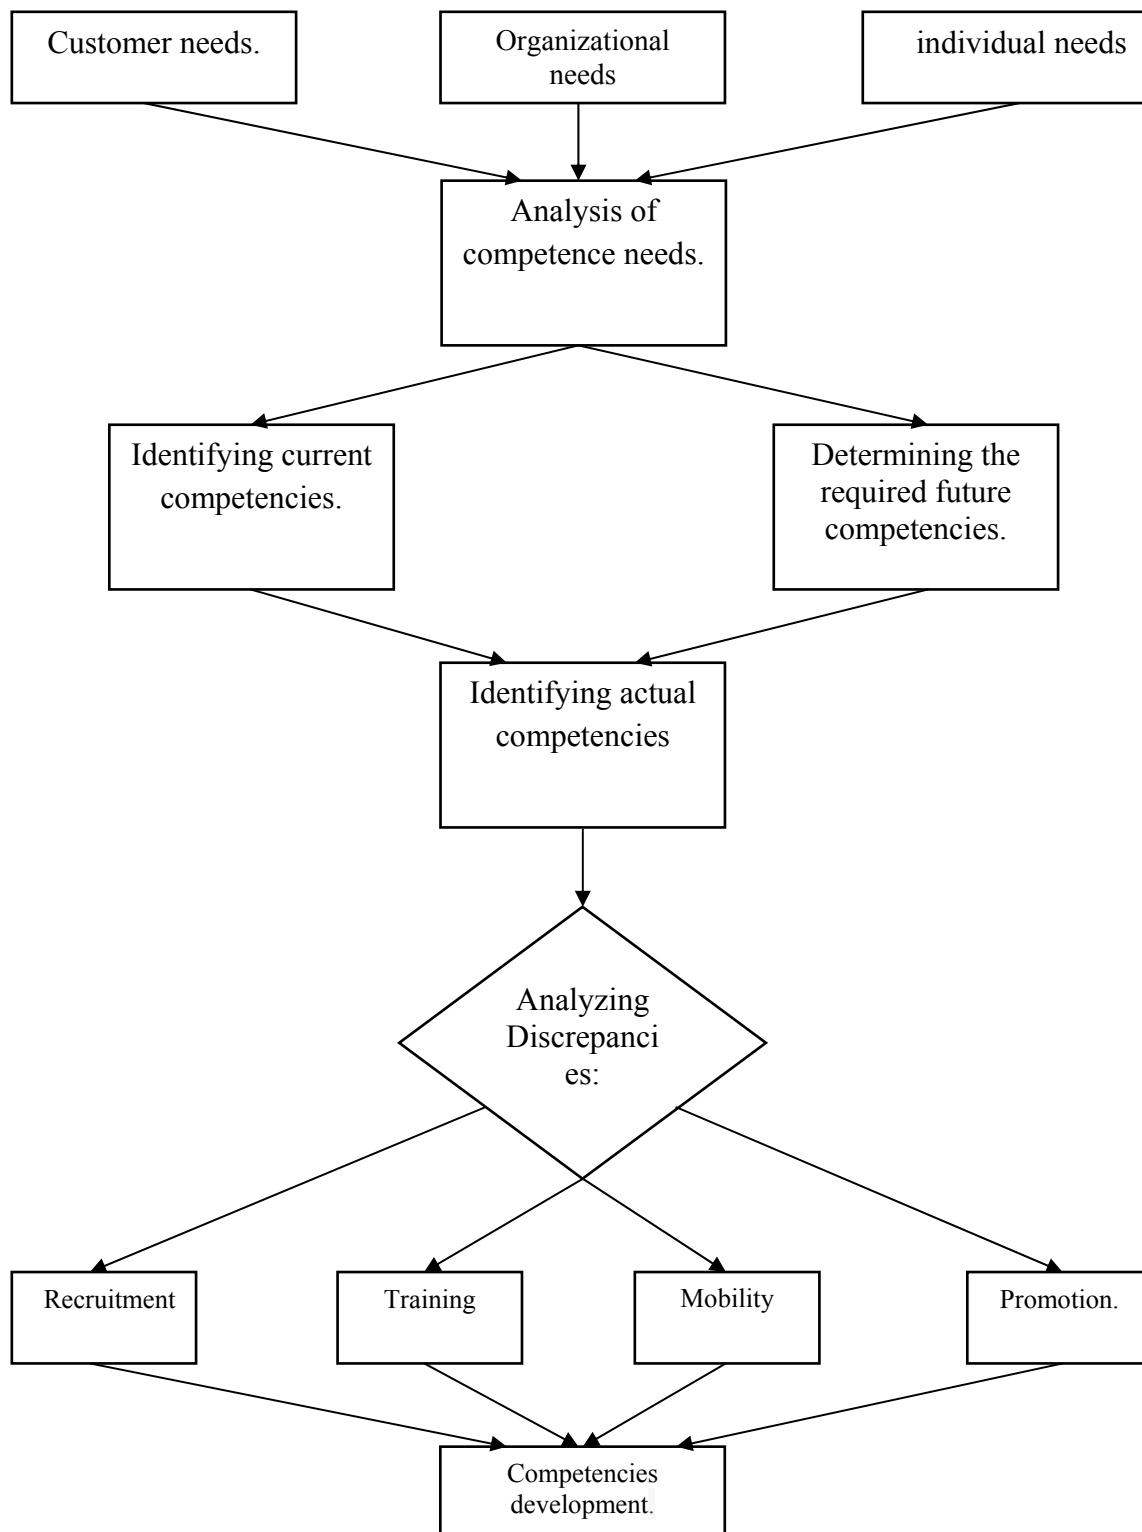 Customer needs.
Organizational
needs
individual needs
Analysis of
competence needs.
Identifying current
competencies.
Determining the
required future
competencies.
Identifying actual
competencies
Analyzing
Discrepanci
es:
Recruitment
Training
Mobility
Promotion.
Competencies
development.